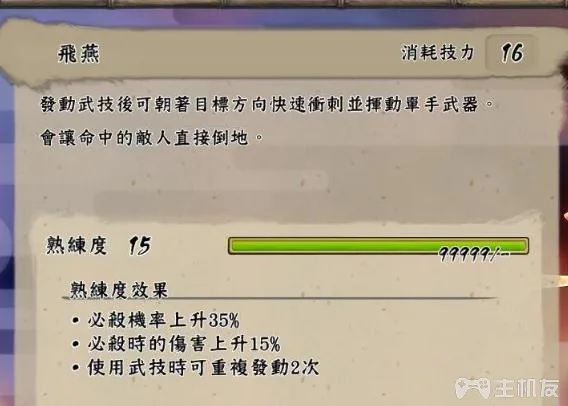 飛燕 消耗技力 16
發動武技後可朝著目標方向快速衝刺並揮動單手武器。
會讓命中的敵人直接倒地。
熟練度 15
99999/-
熟練度效果
・必殺機率上升35%
・必殺時的傷害上升15%
・使用武技時可重複發動2次
主机友